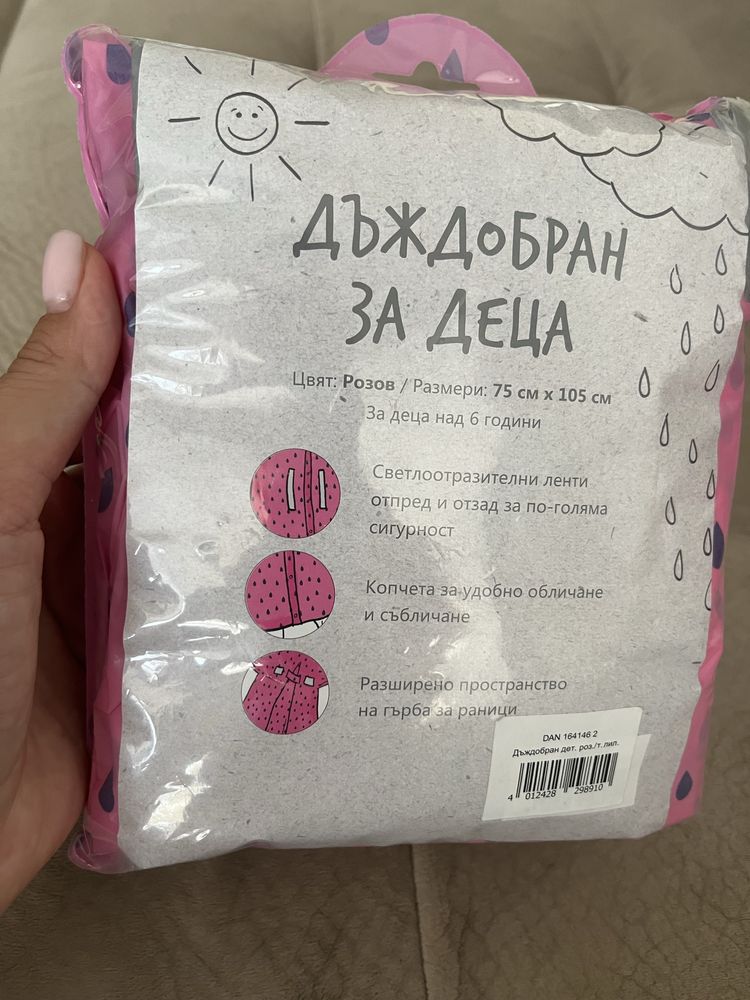 ДЪЖДОБРАН
ЗА ДЕЦА
Цвят: Розов / Размери: 75 см x 105 см
За деца над 6 години
Светлоотразителни ленти
отпред и отзад за по-голяма
сигурност
Копчета за удобно обличане
и събличане
Разширено пространство
на гърба за раници
DAN 164146 2
Дъждобран дет. роз./т.лил.
4 012428 298910